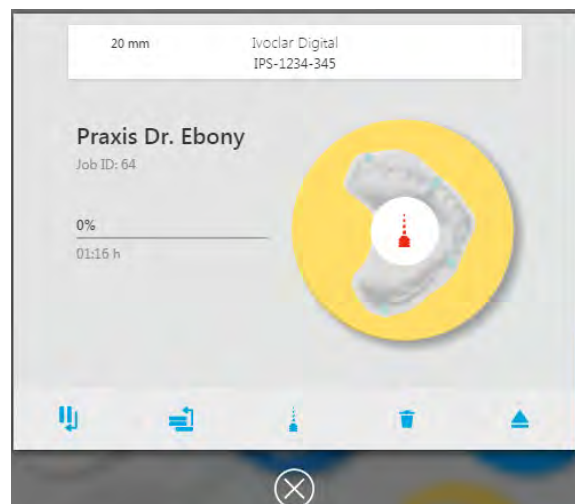 20 mm
Ivoclar Digital
IPS-1234-345
Praxis Dr. Ebony
Job ID: 64
0%
01:16 h